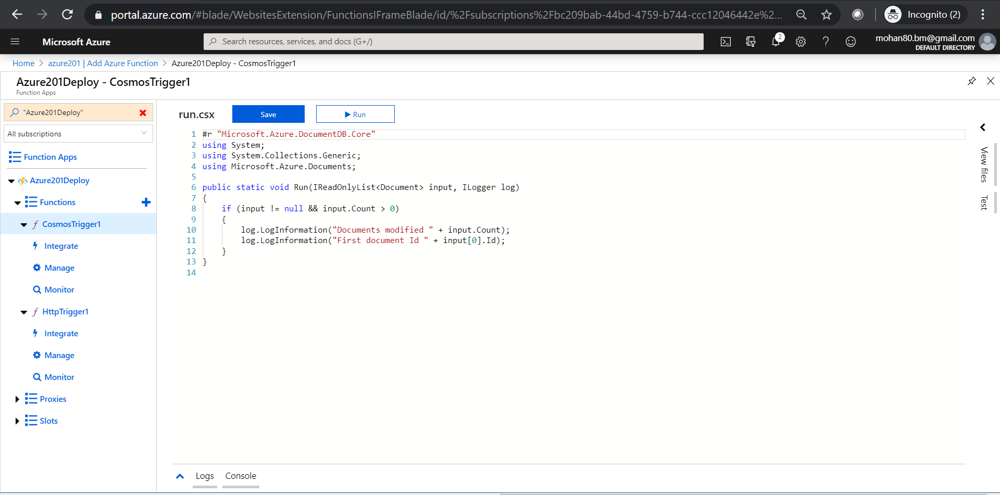 portal.azure.com/#blade/WebsitesExtension/FunctionsIFrameBlade/id/%2Fsubscriptions%2Fbc209bab-44bd-4759-b744-ccc12046442e%2...
Incognito (2)
Microsoft Azure
Search resources, services, and docs (G+/)
2
mohan80.bm@gmail.com
DEFAULT DIRECTORY
Home > azure201 | Add Azure Function > Azure201Deploy - CosmosTrigger1
Azure201Deploy - CosmosTrigger1
Function Apps
"Azure201Deploy"
All subscriptions
Function Apps
Azure201Deploy
Functions
CosmosTrigger1
Integrate
Manage
Monitor
HttpTrigger1
Integrate
Manage
Monitor
Proxies
Slots
run.csx
Save
Run
1 #r "Microsoft.Azure.DocumentDB.Core"
2 using System;
3 using System.Collections.Generic;
4 using Microsoft.Azure.Documents;
5
6 public static void Run(IReadOnlyList<Document> input, ILogger log)
7 {
8     if (input != null && input.Count > 0)
9     {
10         log.LogInformation("Documents modified " + input.Count);
11         log.LogInformation("First document Id " + input[0].Id);
12     }
13 }
14
View files
Test
Logs
Console